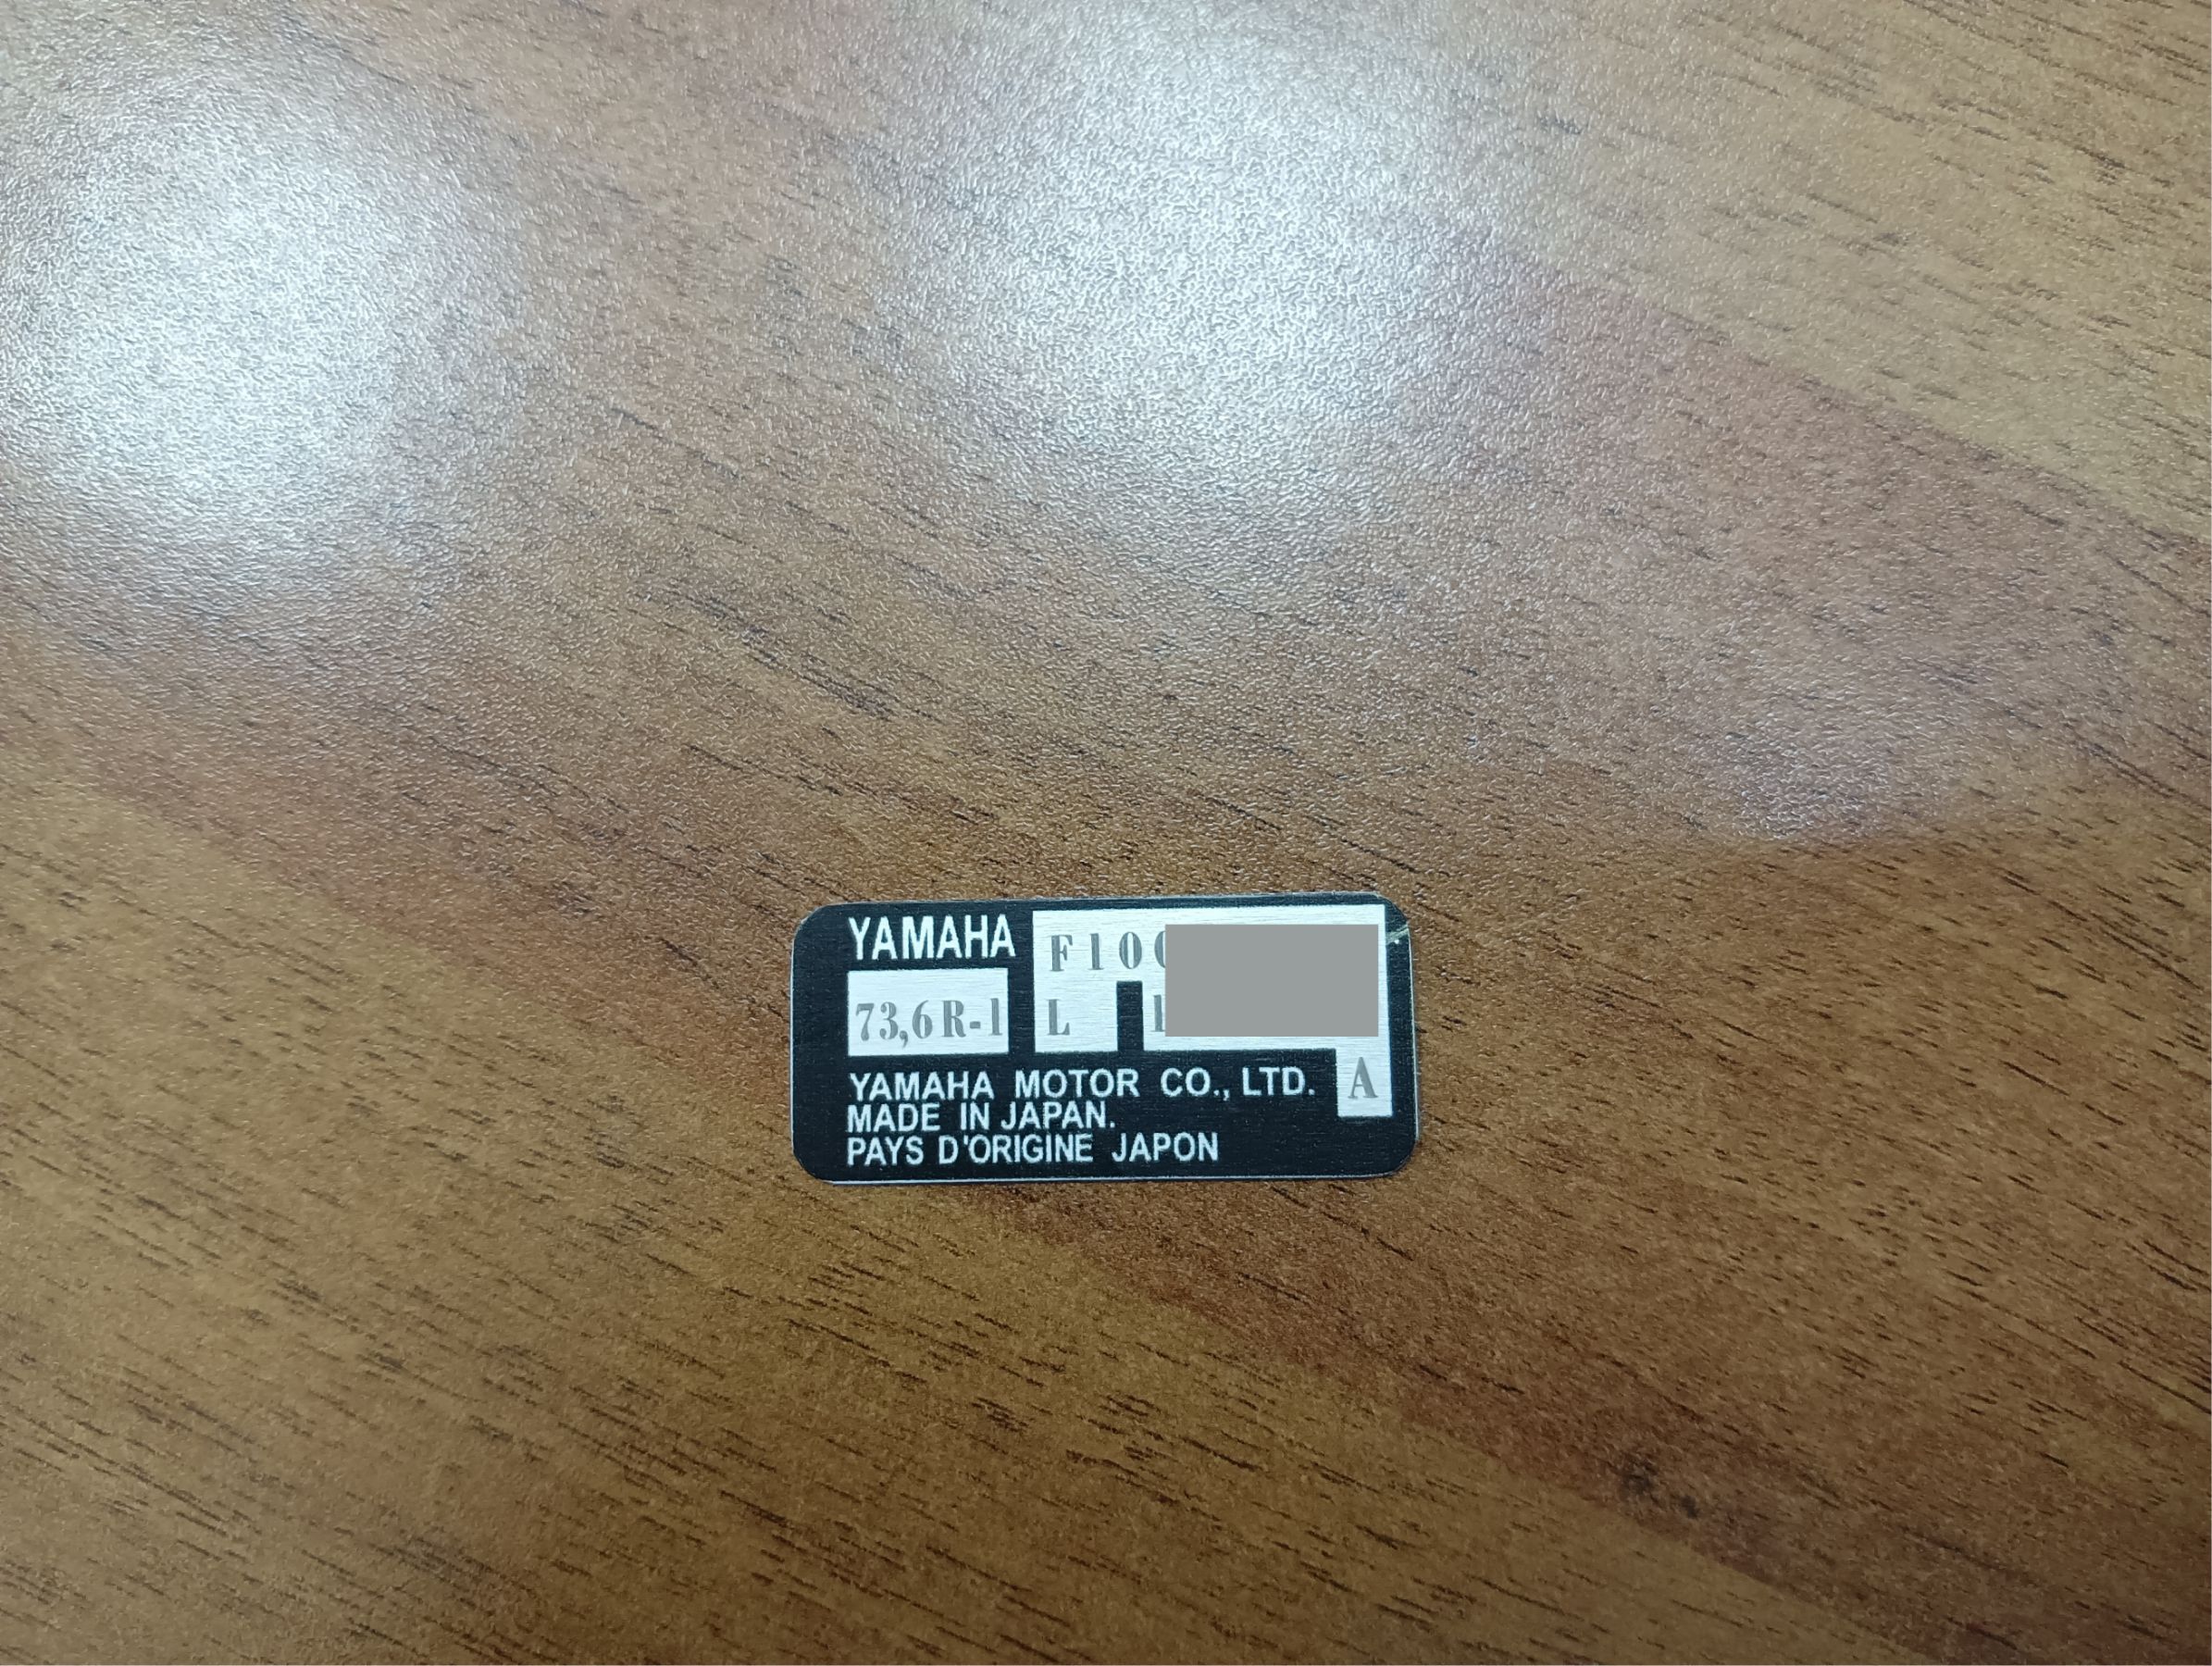 YAMAHA
F10
73,6R-1
L 1
A
YAMAHA MOTOR CO., LTD.
MADE IN JAPAN.
PAYS D'ORIGINE JAPON